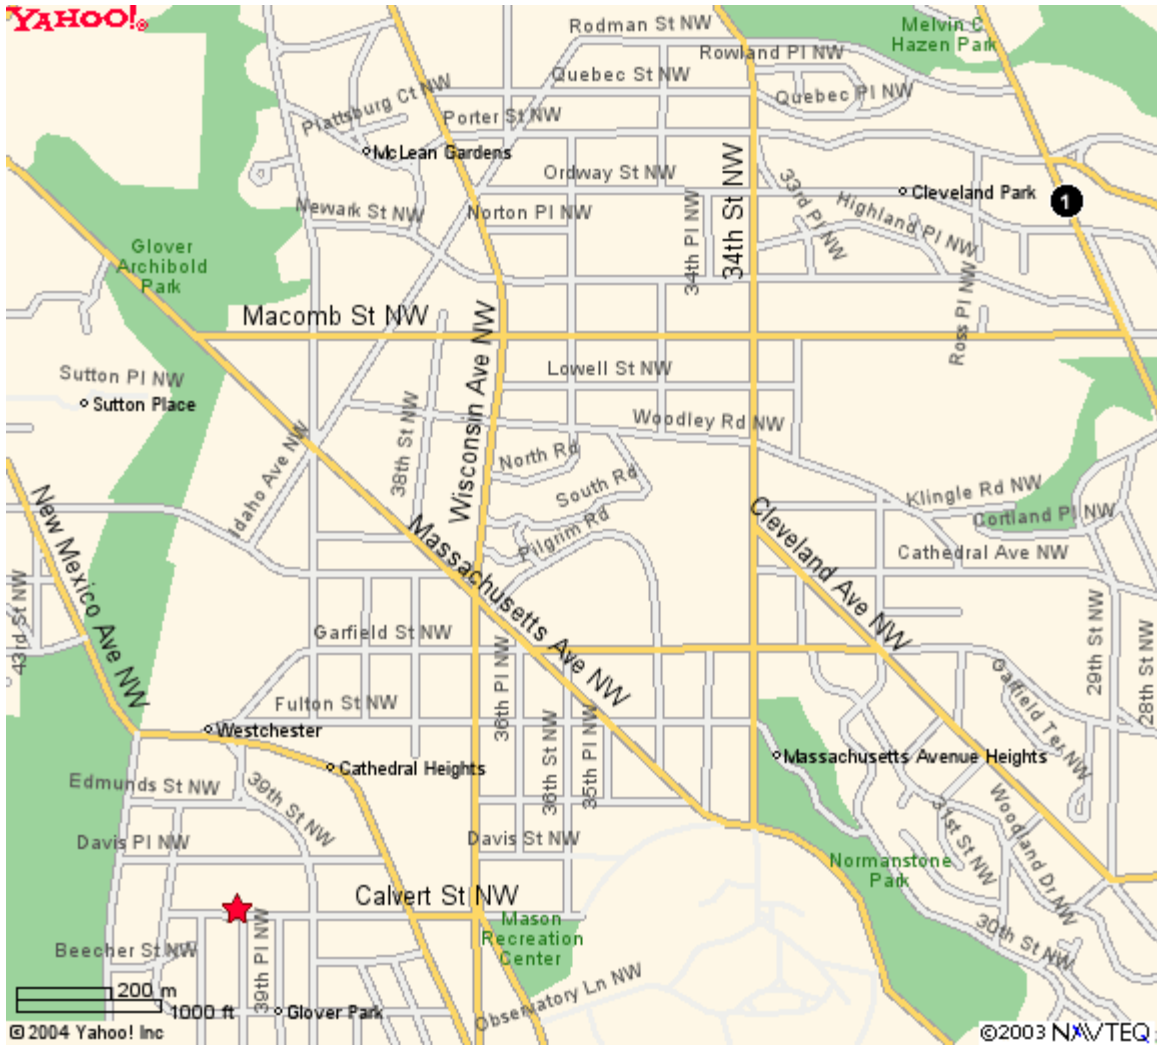 YAHOO!®
Rodman St NW
Melvin C.
Hazen Park
Rowland Pl NW
Quebec St NW
Quebec Pl NW
Plattsburg Ct NW
Porter St NW
McLean Gardens
Ordway St NW
34th St NW
33rd Pl NW
Cleveland Park
1
Newark St NW
Norton Pl NW
34th Pl NW
Highland Pl NW
Glover
Archibold
Park
Macomb St NW
Ross Pl NW
Wisconsin Ave NW
Sutton Pl NW
Sutton Place
Lowell St NW
Woodley Rd NW
38th St NW
Idaho Ave NW
North Rd
South Rd
Pilgrim Rd
Klingle Rd NW
Cortland Pl NW
New Mexico Ave NW
Massachusetts Ave NW
Cleveland Ave NW
Cathedral Ave NW
43rd St NW
Garfield St NW
36th Pl NW
29th St NW
28th St NW
Garfield Ter NW
Fulton St NW
Westchester
36th St NW
35th Pl NW
Massachusetts Avenue Heights
Cathedral Heights
Edmunds St NW
39th St NW
31st St NW
Woodland Dr NW
Davis Pl NW
Davis St NW
Normanstone
Park
Calvert St NW
Mason
Recreation
Center
39th Pl NW
Beecher St NW
30th St NW
Observatory Ln NW
200 m
1000 ft
Glover Park
© 2004 Yahoo! Inc
©2003 NAVTEQ